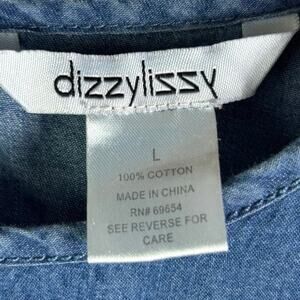 dizzylissy
L
100% COTTON
MADE IN CHINA
RN# 69654
SEE REVERSE FOR
CARE